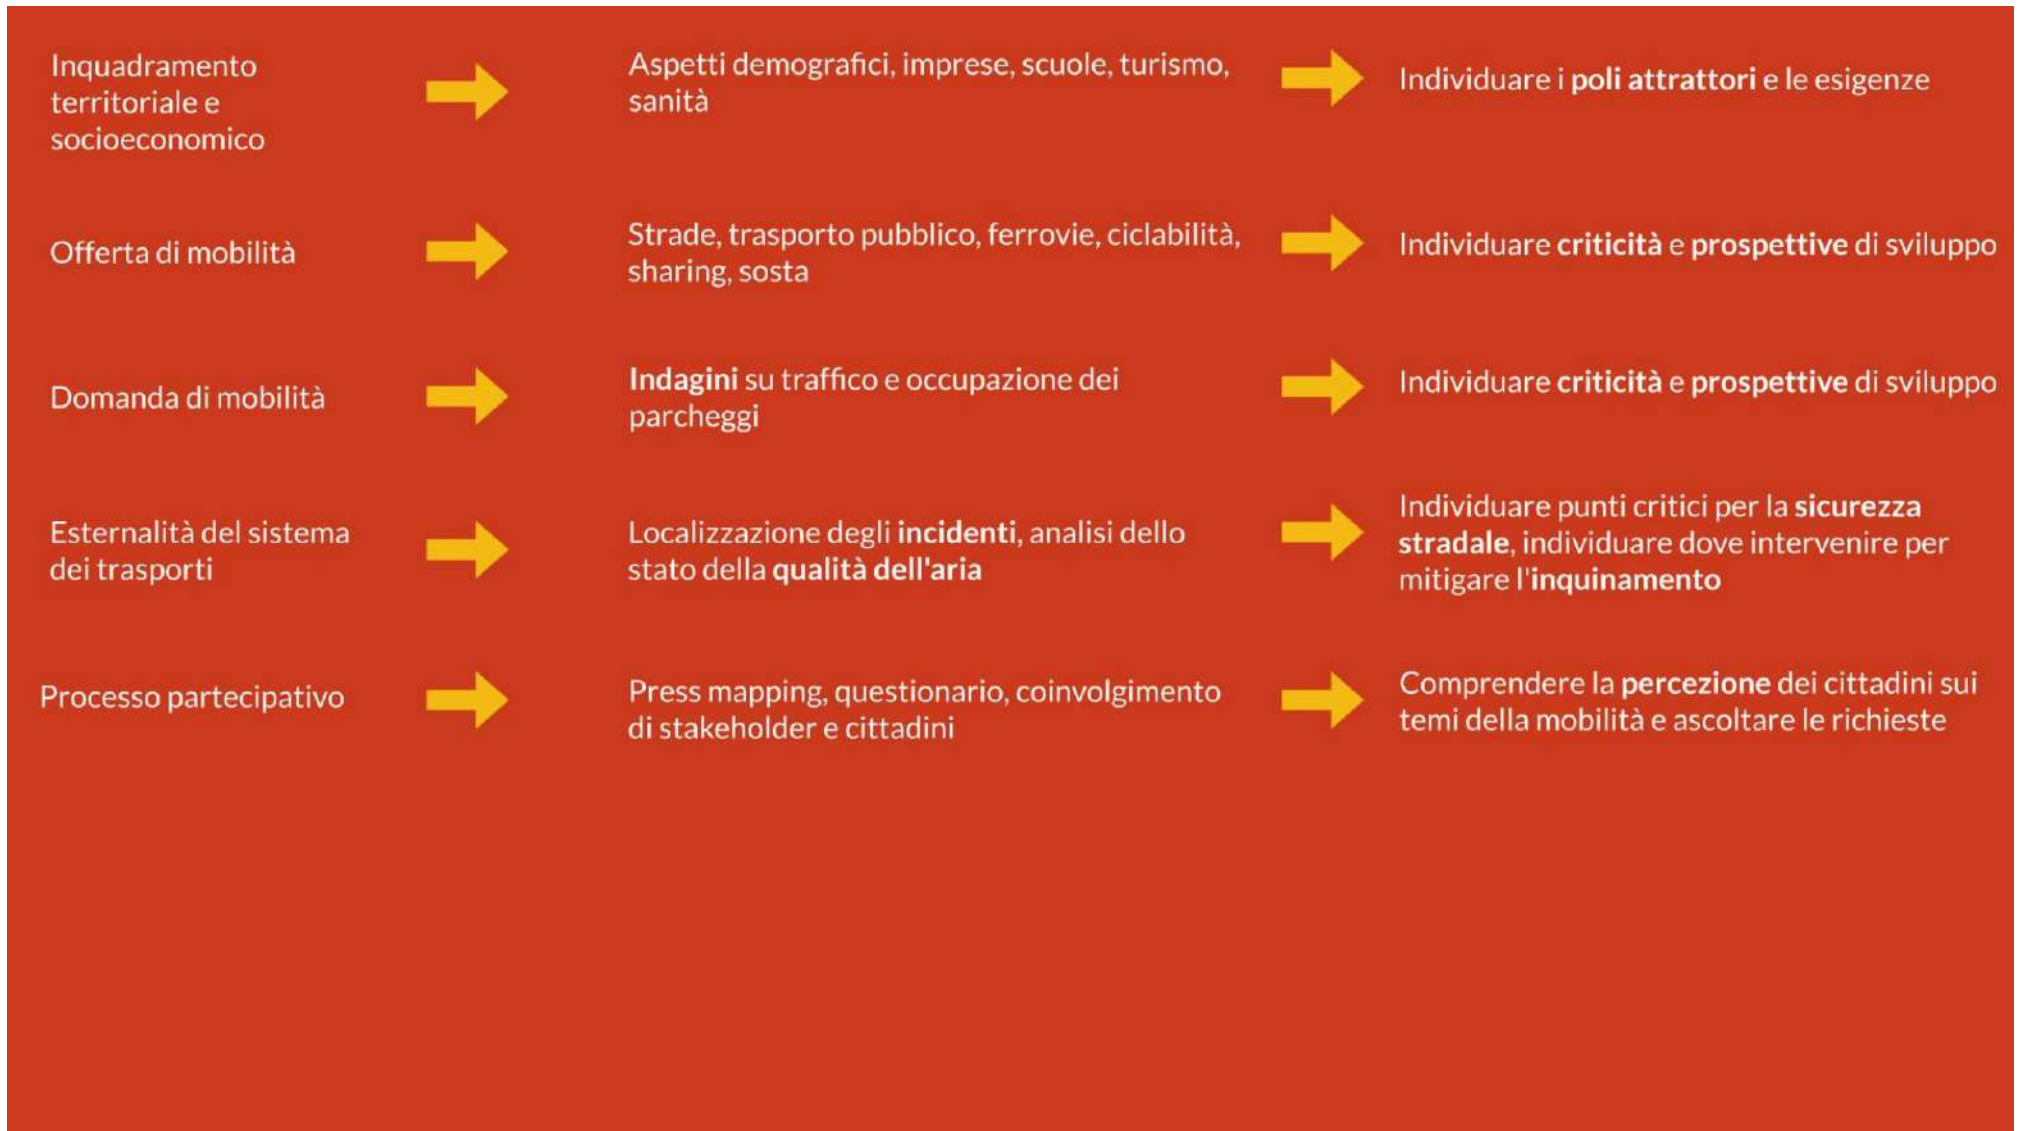 Inquadramento
territoriale e
socioeconomico
Aspetti demografici, imprese, scuole, turismo,
sanità
Individuare i poli attrattori e le esigenze
Offerta di mobilità
Strade, trasporto pubblico, ferrovie, ciclabilità,
sharing, sosta
Individuare criticità e prospettive di sviluppo
Domanda di mobilità
Indagini su traffico e occupazione dei
parcheggi
Individuare criticità e prospettive di sviluppo
Esternalità del sistema
dei trasporti
Localizzazione degli incidenti, analisi dello
stato della qualità dell'aria
Individuare punti critici per la sicurezza
stradale, individuare dove intervenire per
mitigare l'inquinamento
Processo partecipativo
Press mapping, questionario, coinvolgimento
di stakeholder e cittadini
Comprendere la percezione dei cittadini sui
temi della mobilità e ascoltare le richieste